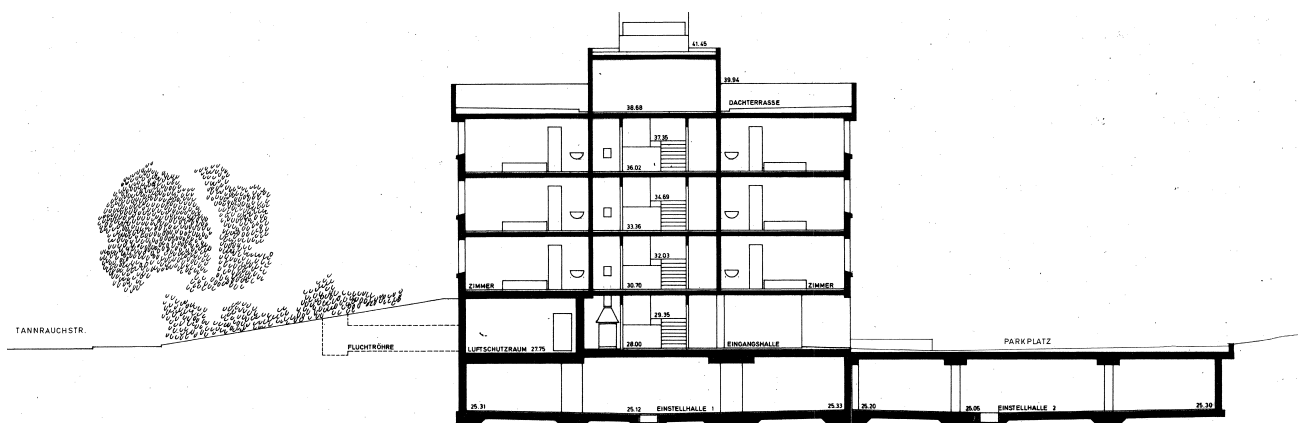 41.45
39.94
38.68
DACHTERRASSE
37.35
36.02
34.69
33.36
32.03
ZIMMER
30.70
ZIMMER
29.35
TANNRAUCHSTR.
FLUCHTRÖHRE
LUFTSCHUTZRAUM 27.75
28.00
EINGANGSHALLE
PARKPLATZ
25.31
25.12
EINSTELLHALLE 1
25.33
25.20
25.05
EINSTELLHALLE 2
25.30